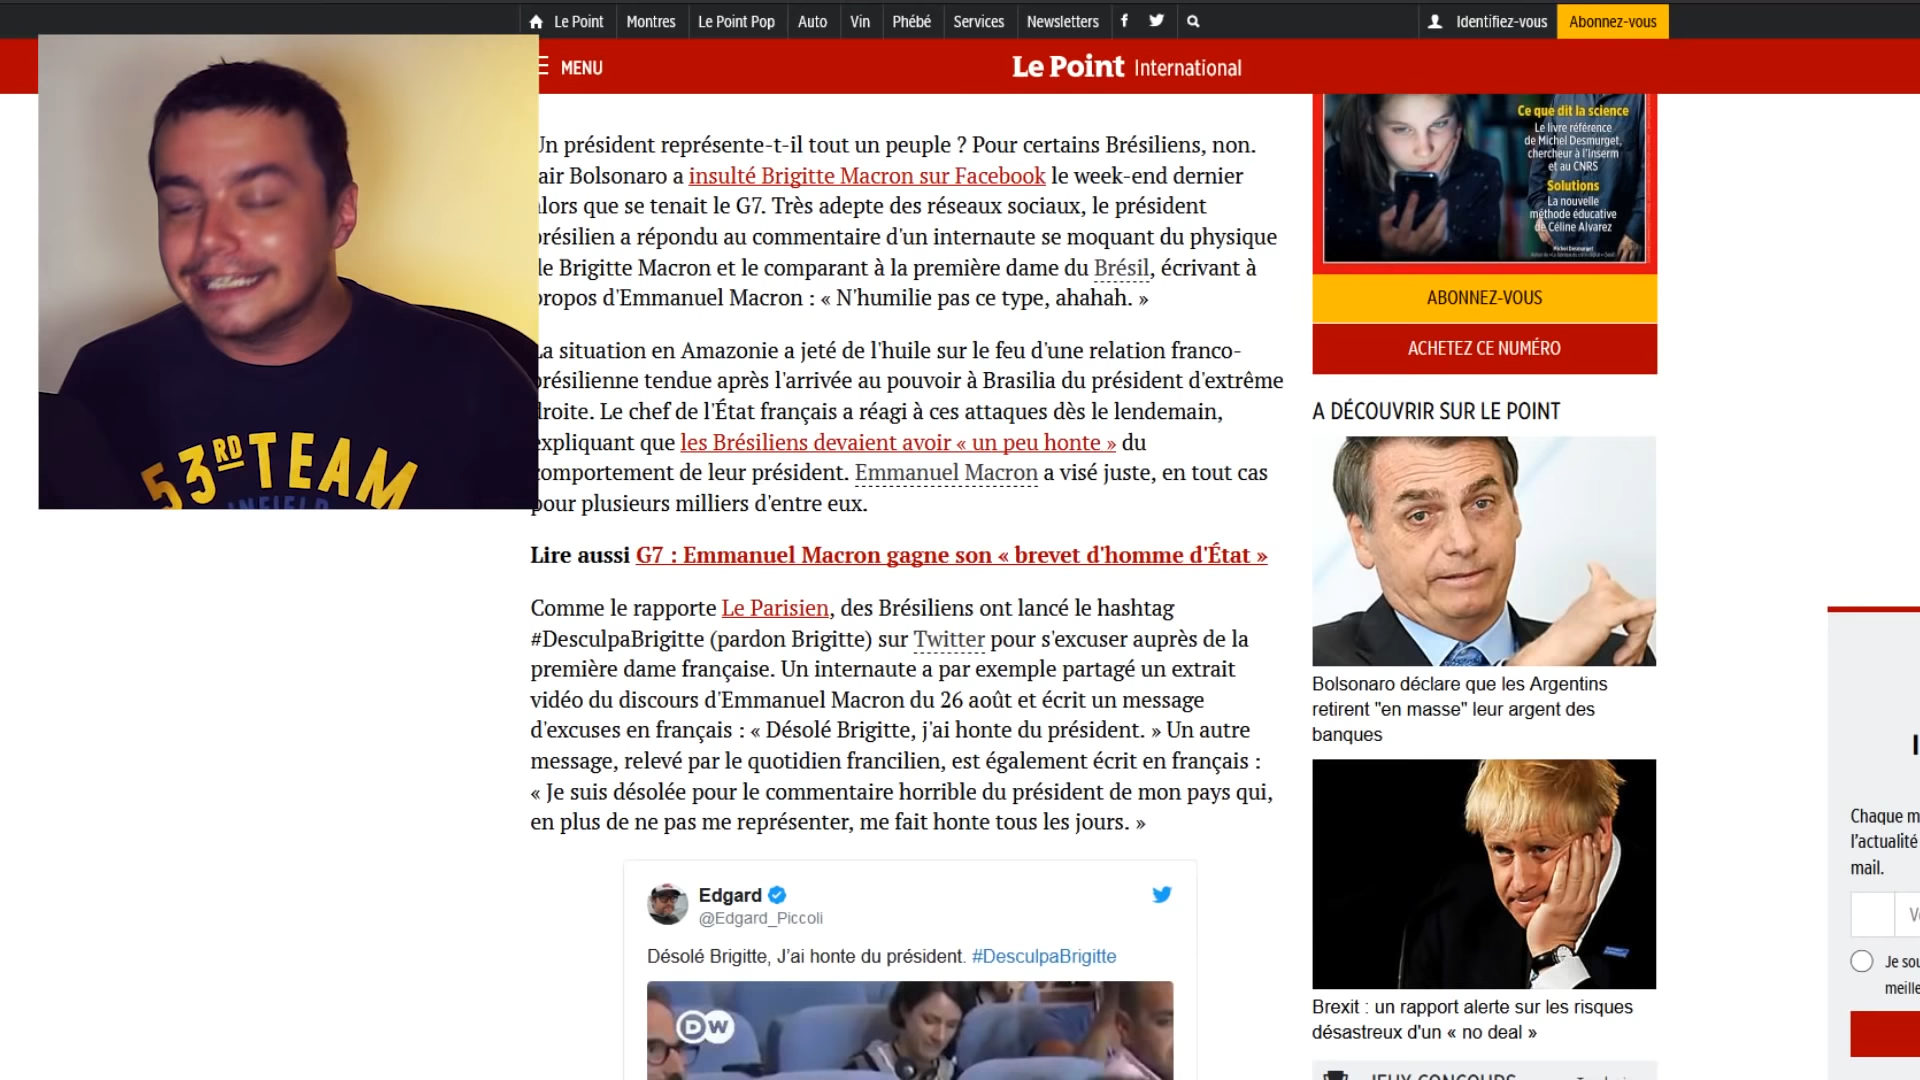 Le Point
Montres
Le Point Pop
Auto
Vin
Phébé
Services
Newsletters
Identifiez-vous
Abonnez-vous
MENU
Le Point International
Un président représente-t-il tout un peuple ? Pour certains Brésiliens, non.
air Bolsonaro a insulté Brigitte Macron sur Facebook le week-end dernier
alors que se tenait le G7. Très adepte des réseaux sociaux, le président
brésilien a répondu au commentaire d'un internaute se moquant du physique
de Brigitte Macron et le comparant à la première dame du Brésil, écrivant à
propos d'Emmanuel Macron : « N'humilie pas ce type, ahahah. »
La situation en Amazonie a jeté de l'huile sur le feu d'une relation franco-
brésilienne tendue après l'arrivée au pouvoir à Brasilia du président d'extrême
droite. Le chef de l'État français a réagi à ces attaques dès le lendemain,
expliquant que les Brésiliens devaient avoir « un peu honte » du
comportement de leur président. Emmanuel Macron a visé juste, en tout cas
pour plusieurs milliers d'entre eux.
Lire aussi G7 : Emmanuel Macron gagne son « brevet d'homme d'État »
Comme le rapporte Le Parisien, des Brésiliens ont lancé le hashtag
#DesculpaBrigitte (pardon Brigitte) sur Twitter pour s'excuser auprès de la
première dame française. Un internaute a par exemple partagé un extrait
vidéo du discours d'Emmanuel Macron du 26 août et écrit un message
d'excuses en français : « Désolé Brigitte, j'ai honte du président. » Un autre
message, relevé par le quotidien francilien, est également écrit en français :
« Je suis désolée pour le commentaire horrible du président de mon pays qui,
en plus de ne pas me représenter, me fait honte tous les jours. »
Edgard
@Edgard_Piccoli
Désolé Brigitte, J'ai honte du président. #DesculpaBrigitte
DW
53RD TEAM
Ce que dit la science
Le livre référence
de Michel Desmurget,
chercheur à l'Inserm
et au CNRS
Solutions
La nouvelle
méthode éducative
de Céline Alvarez
Michel Desmurget
ABONNEZ-VOUS
ACHETEZ CE NUMÉRO
A DÉCOUVRIR SUR LE POINT
Bolsonaro déclare que les Argentins
retirent "en masse" leur argent des
banques
Brexit : un rapport alerte sur les risques
désastreux d'un « no deal »
JEUX CONCOURS
Chaque m
l'actualité
mail.
Je sou
meille